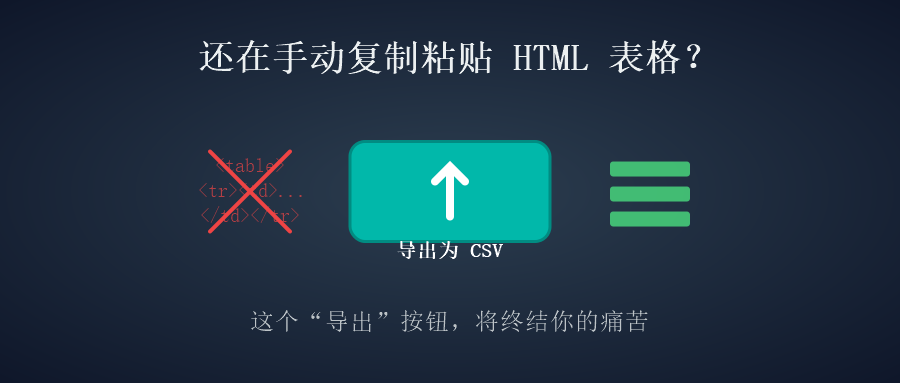 还在手动复制粘贴 HTML 表格？
<table>
<tr><td>...
</td></tr>
导出为 CSV
这个“导出”按钮，将终结你的痛苦